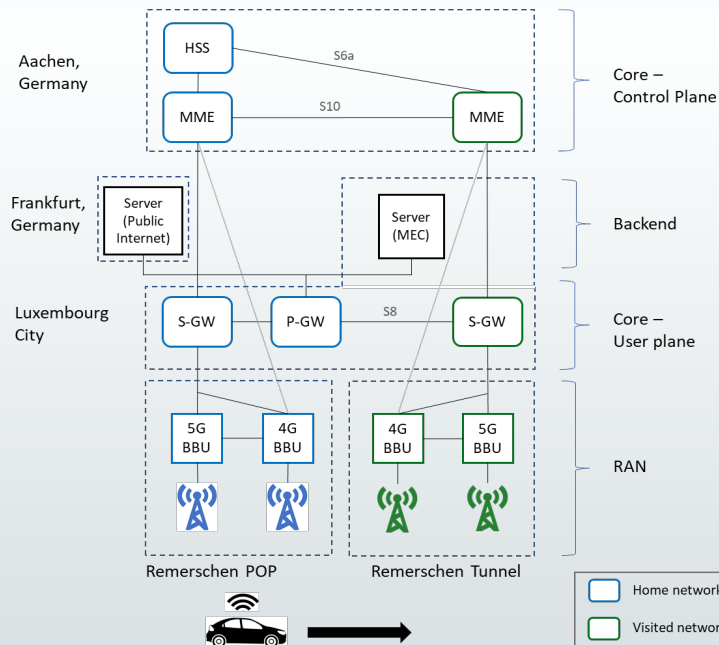 HSS
S6a
Aachen,
Germany
Core –
Control Plane
MME
S10
MME
Frankfurt,
Germany
Server
(Public
Internet)
Server
(MEC)
Backend
Luxembourg
City
S-GW
P-GW
S8
S-GW
Core –
User plane
5G
BBU
4G
BBU
4G
BBU
5G
BBU
RAN
Remerschen POP
Remerschen Tunnel
Home network
Visited network